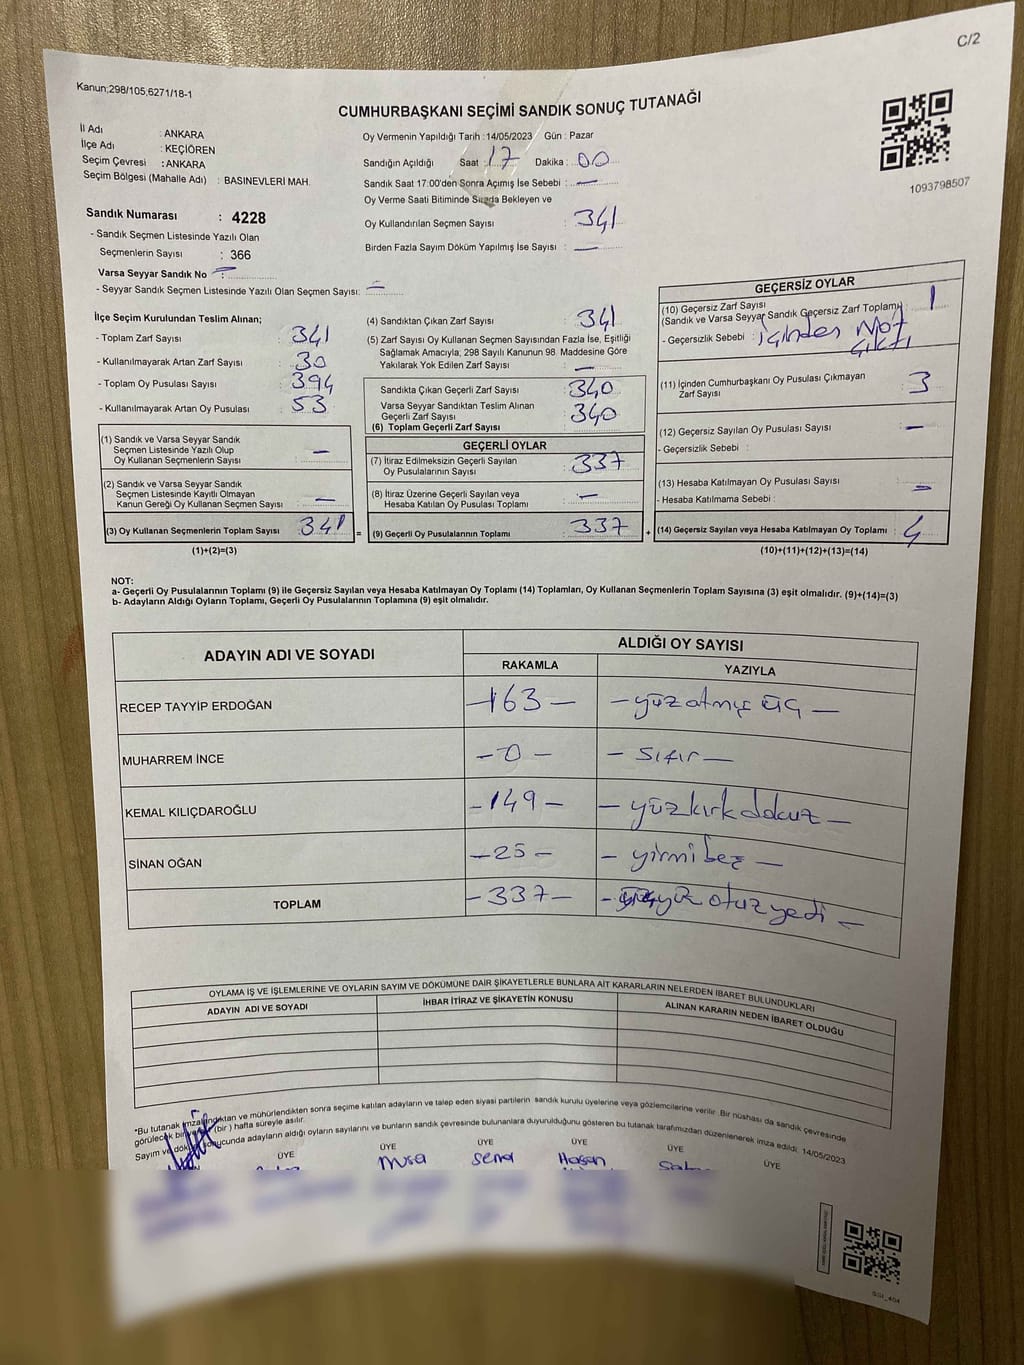 C/2
Kanun;298/105,6271/18-1
CUMHURBAŞKANI SEÇİMİ SANDIK SONUÇ TUTANAĞI
1093798507
İl Adı : ANKARA
İlçe Adı : KEÇİÖREN
Seçim Çevresi : ANKARA
Seçim Bölgesi (Mahalle Adı) : BASINEVLERİ MAH.
Sandık Numarası : 4228
- Sandık Seçmen Listesinde Yazılı Olan
Seçmenlerin Sayısı : 366
Varsa Seyyar Sandık No : —
- Seyyar Sandık Seçmen Listesinde Yazılı Olan Seçmen Sayısı: —
Oy Vermenin Yapıldığı Tarih :14/05/2023 Gün : Pazar
Sandığın Açıldığı Saat : 17 Dakika : 00
Sandık Saat 17:00'den Sonra Açımış İse Sebebi : —
Oy Verme Saati Bitiminde Sırada Bekleyen ve
Oy Kullandırılan Seçmen Sayısı : 341
Birden Fazla Sayım Döküm Yapılmış İse Sayısı : —
İlçe Seçim Kurulundan Teslim Alınan;
- Toplam Zarf Sayısı : 341
- Kullanılmayarak Artan Zarf Sayısı : 30
- Toplam Oy Pusulası Sayısı : 394
- Kullanılmayarak Artan Oy Pusulası : 53
(4) Sandıktan Çıkan Zarf Sayısı : 341
(5) Zarf Sayısı Oy Kullanan Seçmen Sayısından Fazla İse, Eşitliği
Sağlamak Amacıyla; 298 Sayılı Kanunun 98. Maddesine Göre
Yakılarak Yok Edilen Zarf Sayısı : —
Sandıkta Çıkan Geçerli Zarf Sayısı : 340
Varsa Seyyar Sandıktan Teslim Alınan
Geçerli Zarf Sayısı : 340
(6) Toplam Geçerli Zarf Sayısı :
GEÇERSİZ OYLAR
(10) Geçersiz Zarf Sayısı : 1
(Sandık ve Varsa Seyyar Sandık Geçersiz Zarf Toplamı)
- Geçersizlik Sebebi : içinden Not
çıktı
(11) İçinden Cumhurbaşkanı Oy Pusulası Çıkmayan
Zarf Sayısı : 3
(12) Geçersiz Sayılan Oy Pusulası Sayısı : —
- Geçersizlik Sebebi :
(13) Hesaba Katılmayan Oy Pusulası Sayısı : —
- Hesaba Katılmama Sebebi :
(14) Geçersiz Sayılan veya Hesaba Katılmayan Oy Toplamı : 4
(10)+(11)+(12)+(13)=(14)
(1) Sandık ve Varsa Seyyar Sandık
Seçmen Listesinde Yazılı Olup
Oy Kullanan Seçmenlerin Sayısı : —
(2) Sandık ve Varsa Seyyar Sandık
Seçmen Listesinde Kayıtlı Olmayan
Kanun Gereği Oy Kullanan Seçmen Sayısı : —
(3) Oy Kullanan Seçmenlerin Toplam Sayısı : 341 =
(1)+(2)=(3)
GEÇERLİ OYLAR
(7) İtiraz Edilmeksizin Geçerli Sayılan
Oy Pusulalarının Sayısı : 337
(8) İtiraz Üzerine Geçerli Sayılan veya
Hesaba Katılan Oy Pusulası Toplamı : —
(9) Geçerli Oy Pusulalarının Toplamı : 337 +
NOT:
a- Geçerli Oy Pusulalarının Toplamı (9) ile Geçersiz Sayılan veya Hesaba Katılmayan Oy Toplamı (14) Toplamları, Oy Kullanan Seçmenlerin Toplam Sayısına (3) eşit olmalıdır. (9)+(14)=(3)
b- Adayların Aldığı Oyların Toplamı, Geçerli Oy Pusulalarının Toplamına (9) eşit olmalıdır.
ADAYIN ADI VE SOYADI ALDIĞI OY SAYISI
RAKAMLA YAZIYLA
RECEP TAYYİP ERDOĞAN -163- -yüzatmış üç-
MUHARREM İNCE -0- -sıfır-
KEMAL KILIÇDAROĞLU -149- -yüzkırkdokuz-
SİNAN OĞAN -25- -yirmibeş-
TOPLAM -337- otuzyedi-
OYLAMA İŞ VE İŞLEMLERİNE VE OYLARIN SAYIM VE DÖKÜMÜNE DAİR ŞİKAYETLERLE BUNLARA AİT KARARLARIN NELERDEN İBARET BULUNDUKLARI
ADAYIN ADI VE SOYADI İHBAR İTİRAZ VE ŞİKAYETİN KONUSU ALINAN KARARIN NEDEN İBARET OLDUĞU
*Bu tutanak ve mühürlendikten sonra seçime katılan adayların ve talep eden siyasi partilerin sandık kurulu üyelerine veya gözlemcilerine verilir. Bir nüshası da sandık çevresinde
görülecek bir (bir ) hafta süreyle asılır.
Sayım ve sonucunda adayların aldığı oyların sayılarını ve bunların sandık çevresinde bulunanlara duyurulduğunu gösteren bu tutanak tarafımızdan düzenlenerek imza edildi. 14/05/2023
ÜYE ÜYE ÜYE ÜYE ÜYE ÜYE
Musa Sena Hasan